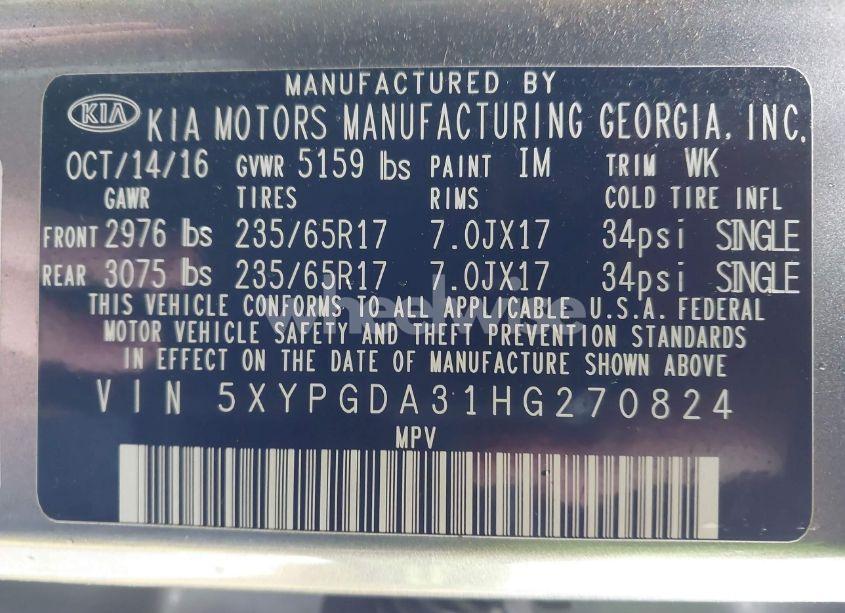 MANUFACTURED BY
KIA KIA MOTORS MANUFACTURING GEORGIA, INC.
OCT/14/16 GVWR 5159 lbs PAINT IM TRIM WK
GAWR TIRES RIMS COLD TIRE INFL
FRONT 2976 lbs 235/65R17 7.0JX17 34psi SINGLE
REAR 3075 lbs 235/65R17 7.0JX17 34psi SINGLE
THIS VEHICLE CONFORMS TO ALL APPLICABLE U.S.A. FEDERAL
MOTOR VEHICLE SAFETY AND THEFT PREVENTION STANDARDS
IN EFFECT ON THE DATE OF MANUFACTURE SHOWN ABOVE
VIN 5XYPGDA31HG270824
MPV
wheelwise